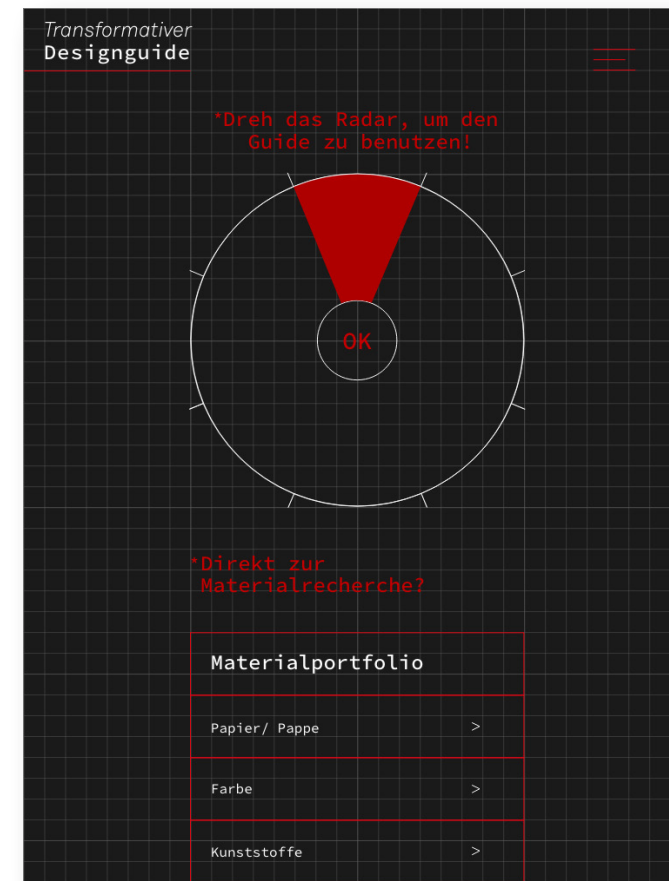 Transformativer
Designguide
*Dreh das Radar, um den
Guide zu benutzen!
OK
*Direkt zur
Materialrecherche?
Materialportfolio
Papier/ Pappe >
Farbe >
Kunststoffe >